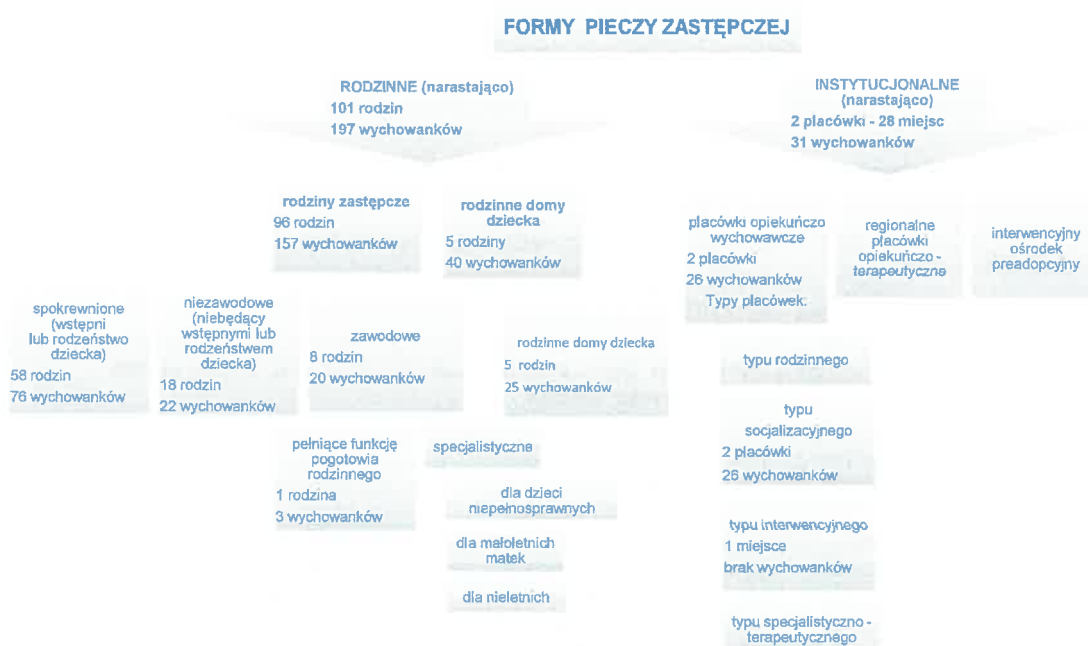 FORMY PIECZY ZASTĘPCZEJ
RODZINNE (narastająco)
101 rodzin
197 wychowanków
INSTYTUCJONALNE
(narastająco)
2 placówki - 28 miejsc
31 wychowanków
rodziny zastępcze
96 rodzin
157 wychowanków
rodzinne domy
dziecka
5 rodziny
40 wychowanków
placówki opiekuńczo
wychowawcze
2 placówki
26 wychowanków
Typy placówek:
regionalne
placówki
opiekuńczo -
terapeutyczne
interwencyjny
ośrodek
preadopcyjny
spokrewnione
(wstępni
lub rodzeństwo
dziecka)
58 rodzin
76 wychowanków
niezawodowe
(niebędący
wstępnymi lub
rodzeństwem
dziecka)
18 rodzin
22 wychowanków
zawodowe
8 rodzin
20 wychowanków
rodzinne domy dziecka
5 rodzin
25 wychowanków
typu rodzinnego
typu
socjalizacyjnego
2 placówki
26 wychowanków
pełniące funkcję
pogotowia
rodzinnego
1 rodzina
3 wychowanków
specjalistyczne
dla dzieci
niepełnosprawnych
dla małoletnich
matek
dla nieletnich
typu interwencyjnego
1 miejsce
brak wychowanków
typu specjalistyczno -
terapeutycznego